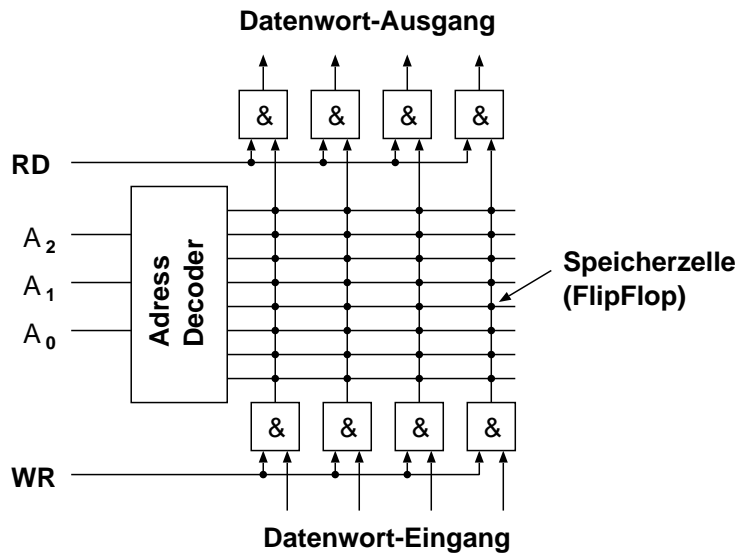 Datenwort-Ausgang
& & & &
RD
A2
A1
A0
Adress
Decoder
Speicherzelle
(FlipFlop)
& & & &
WR
Datenwort-Eingang